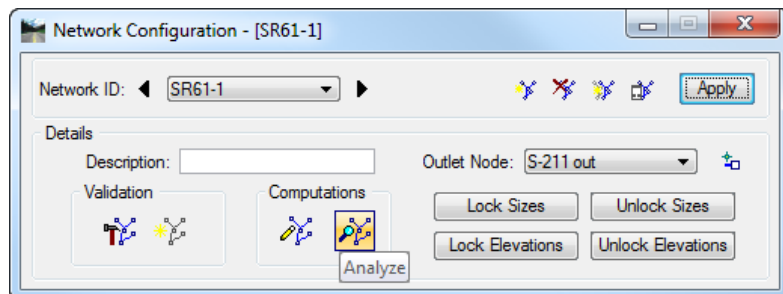 Network Configuration - [SR61-1]
Network ID: SR61-1 Apply
Details
Description: Outlet Node: S-211 out
Validation Computations
Lock Sizes Unlock Sizes
Lock Elevations Unlock Elevations
Analyze